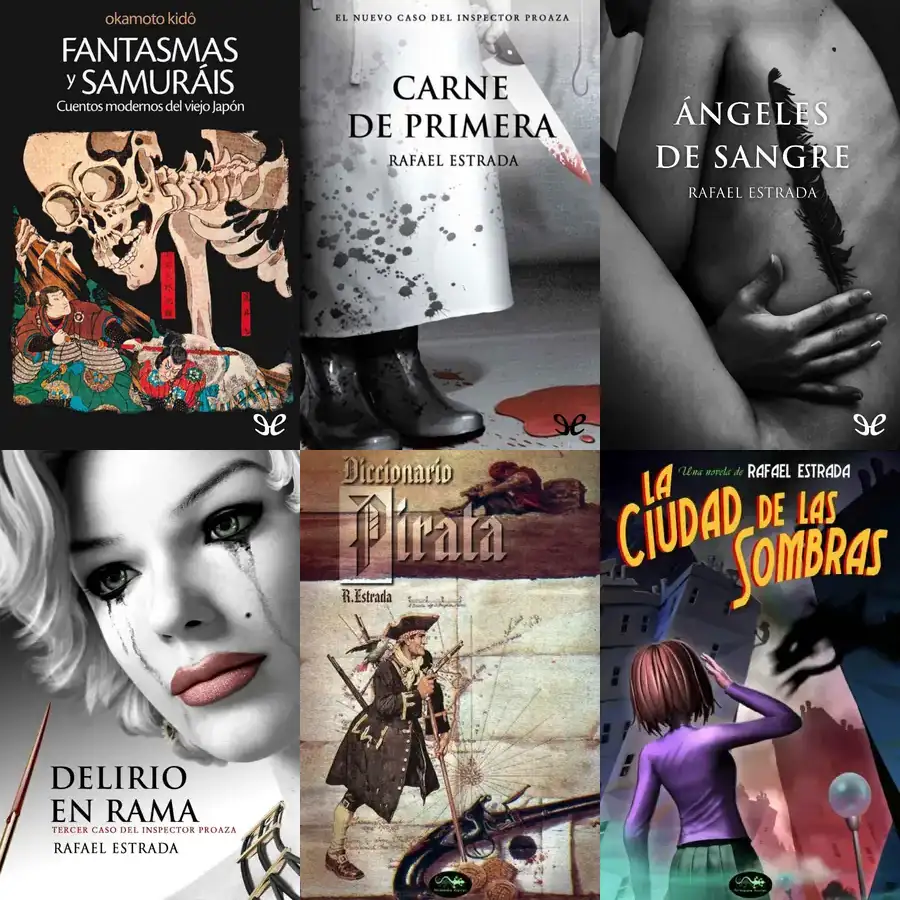 okamoto kidô
FANTASMAS
y SAMURÁIS
Cuentos modernos del viejo Japón
EL NUEVO CASO DEL INSPECTOR PROAZA
CARNE
DE PRIMERA
RAFAEL ESTRADA
ÁNGELES
DE SANGRE
RAFAEL ESTRADA
DELIRIO
EN RAMA
TERCER CASO DEL INSPECTOR PROAZA
RAFAEL ESTRADA
Diccionario
Pirata
R. Estrada
Una novela de RAFAEL ESTRADA
LA
CIUDAD DE LAS
SOMBRAS